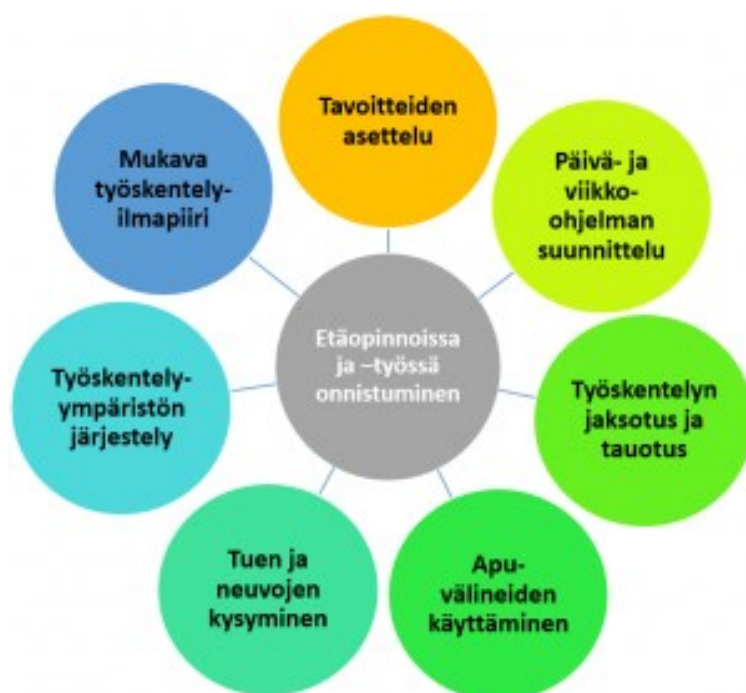 Tavoitteiden
asettelu
Päivä- ja
viikko-
ohjelman
suunnittelu
Työskentelyn
jaksotus ja
tauotus
Apu-
välineiden
käyttäminen
Tuen ja
neuvojen
kysyminen
Työskentely-
ympäristön
järjestely
Mukava
työskentely-
ilmapiiri
Etäopinnoissa
ja –työssä
onnistuminen